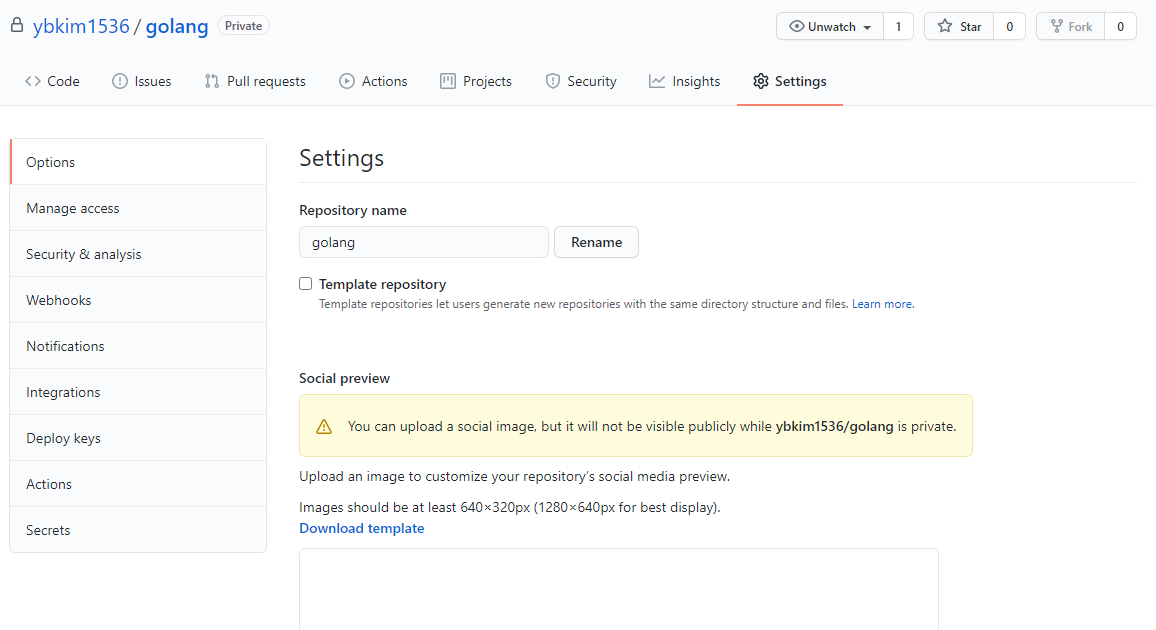 ybkim1536 / golang Private Unwatch 1 Star 0 Fork 0
Code Issues Pull requests Actions Projects Security Insights Settings
Options
Manage access
Security & analysis
Webhooks
Notifications
Integrations
Deploy keys
Actions
Secrets
Settings
Repository name
golang Rename
Template repository
Template repositories let users generate new repositories with the same directory structure and files. Learn more.
Social preview
You can upload a social image, but it will not be visible publicly while ybkim1536/golang is private.
Upload an image to customize your repository's social media preview.
Images should be at least 640×320px (1280×640px for best display).
Download template